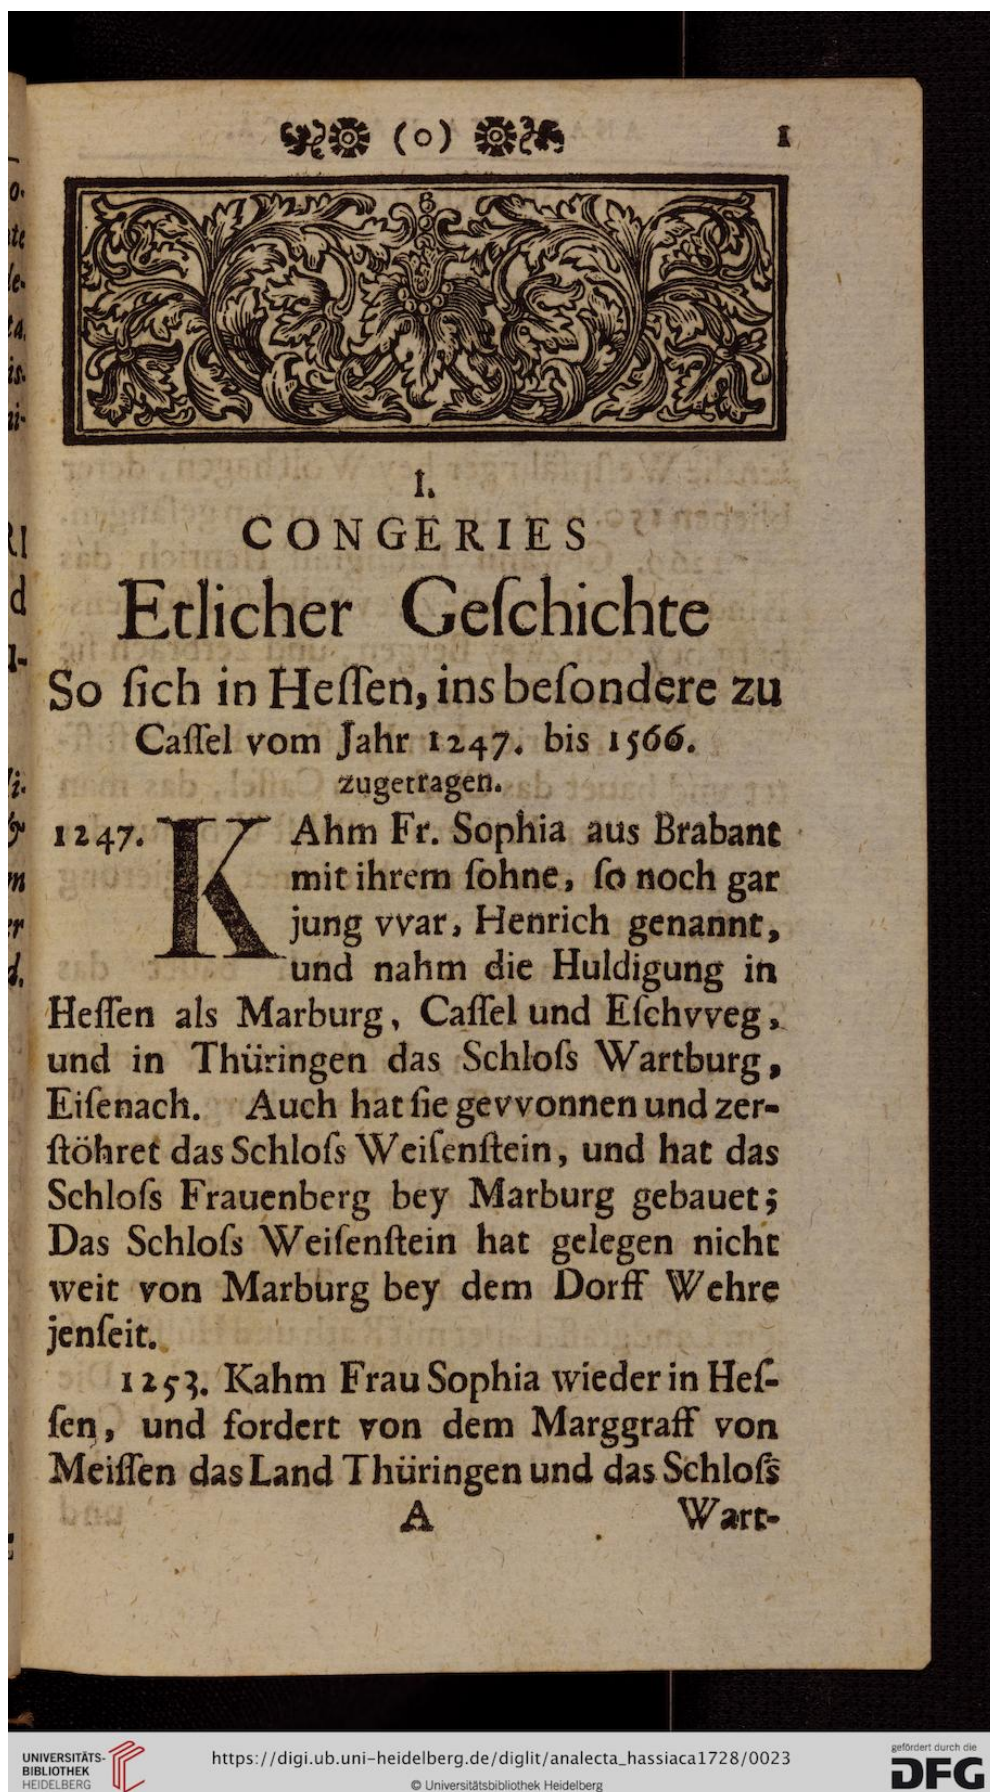 (o) 1
I.
CONGERIES
Etlicher Geſchichte
So ſich in Heſſen, ins beſondere zu
Caſſel vom Jahr 1247. bis 1566.
zugetragen.
1247. KAhm Fr. Sophia aus Brabant
mit ihrem ſohne, ſo noch gar
jung vvar, Henrich genannt,
und nahm die Huldigung in
Heſſen als Marburg, Caſſel und Eſchvveg,
und in Thüringen das Schloſs Wartburg,
Eiſenach. Auch hat ſie gevvonnen und zer-
ſtöhret das Schloſs Weiſenſtein, und hat das
Schloſs Frauenberg bey Marburg gebauet;
Das Schloſs Weiſenſtein hat gelegen nicht
weit von Marburg bey dem Dorff Wehre
jenſeit.
1253. Kahm Frau Sophia wieder in Heſ-
ſen, und fordert von dem Marggraff von
Meiſſen das Land Thüringen und das Schloſs
A Wart-
UNIVERSITÄTS-
BIBLIOTHEK
HEIDELBERG
https://digi.ub.uni-heidelberg.de/diglit/analecta_hassiaca1728/0023
© Universitätsbibliothek Heidelberg
gefördert durch die
DFG